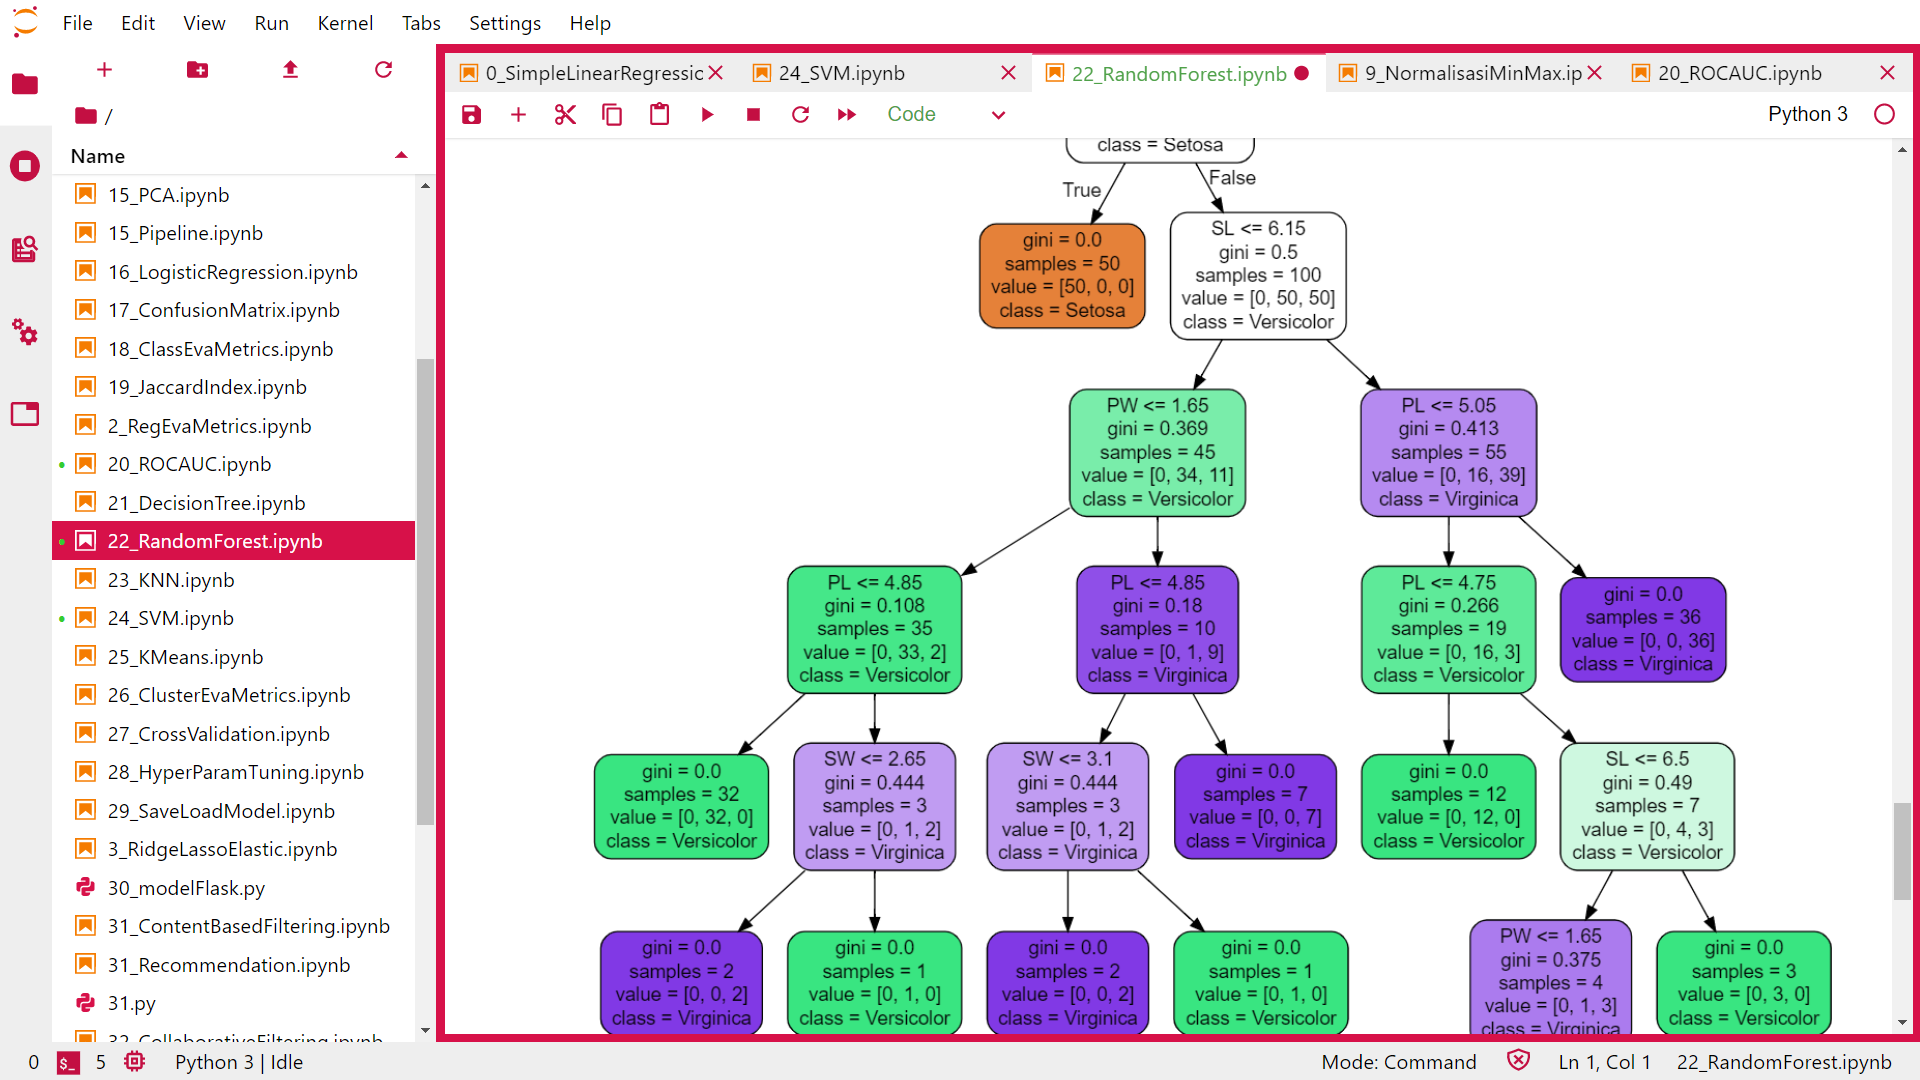 File Edit View Run Kernel Tabs Settings Help
/
Name
15_PCA.ipynb
15_Pipeline.ipynb
16_LogisticRegression.ipynb
17_ConfusionMatrix.ipynb
18_ClassEvaMetrics.ipynb
19_JaccardIndex.ipynb
2_RegEvaMetrics.ipynb
20_ROCAUC.ipynb
21_DecisionTree.ipynb
22_RandomForest.ipynb
23_KNN.ipynb
24_SVM.ipynb
25_KMeans.ipynb
26_ClusterEvaMetrics.ipynb
27_CrossValidation.ipynb
28_HyperParamTuning.ipynb
29_SaveLoadModel.ipynb
3_RidgeLassoElastic.ipynb
30_modelFlask.py
31_ContentBasedFiltering.ipynb
31_Recommendation.ipynb
31.py
32_CollaborativeFiltering.ipynb
0_SimpleLinearRegressic 24_SVM.ipynb 22_RandomForest.ipynb 9_NormalisasiMinMax.ip 20_ROCAUC.ipynb
Code Python 3
class = Setosa
True
False
gini = 0.0
samples = 50
value = [50, 0, 0]
class = Setosa
SL <= 6.15
gini = 0.5
samples = 100
value = [0, 50, 50]
class = Versicolor
PW <= 1.65
gini = 0.369
samples = 45
value = [0, 34, 11]
class = Versicolor
PL <= 5.05
gini = 0.413
samples = 55
value = [0, 16, 39]
class = Virginica
PL <= 4.85
gini = 0.108
samples = 35
value = [0, 33, 2]
class = Versicolor
PL <= 4.85
gini = 0.18
samples = 10
value = [0, 1, 9]
class = Virginica
PL <= 4.75
gini = 0.266
samples = 19
value = [0, 16, 3]
class = Versicolor
gini = 0.0
samples = 36
value = [0, 0, 36]
class = Virginica
gini = 0.0
samples = 32
value = [0, 32, 0]
class = Versicolor
SW <= 2.65
gini = 0.444
samples = 3
value = [0, 1, 2]
class = Virginica
SW <= 3.1
gini = 0.444
samples = 3
value = [0, 1, 2]
class = Virginica
gini = 0.0
samples = 7
value = [0, 0, 7]
class = Virginica
gini = 0.0
samples = 12
value = [0, 12, 0]
class = Versicolor
SL <= 6.5
gini = 0.49
samples = 7
value = [0, 4, 3]
class = Versicolor
gini = 0.0
samples = 2
value = [0, 0, 2]
class = Virginica
gini = 0.0
samples = 1
value = [0, 1, 0]
class = Versicolor
gini = 0.0
samples = 2
value = [0, 0, 2]
class = Virginica
gini = 0.0
samples = 1
value = [0, 1, 0]
class = Versicolor
PW <= 1.65
gini = 0.375
samples = 4
value = [0, 1, 3]
class = Virginica
gini = 0.0
samples = 3
value = [0, 3, 0]
class = Versicolor
0 $_ 5 Python 3 | Idle Mode: Command Ln 1, Col 1 22_RandomForest.ipynb